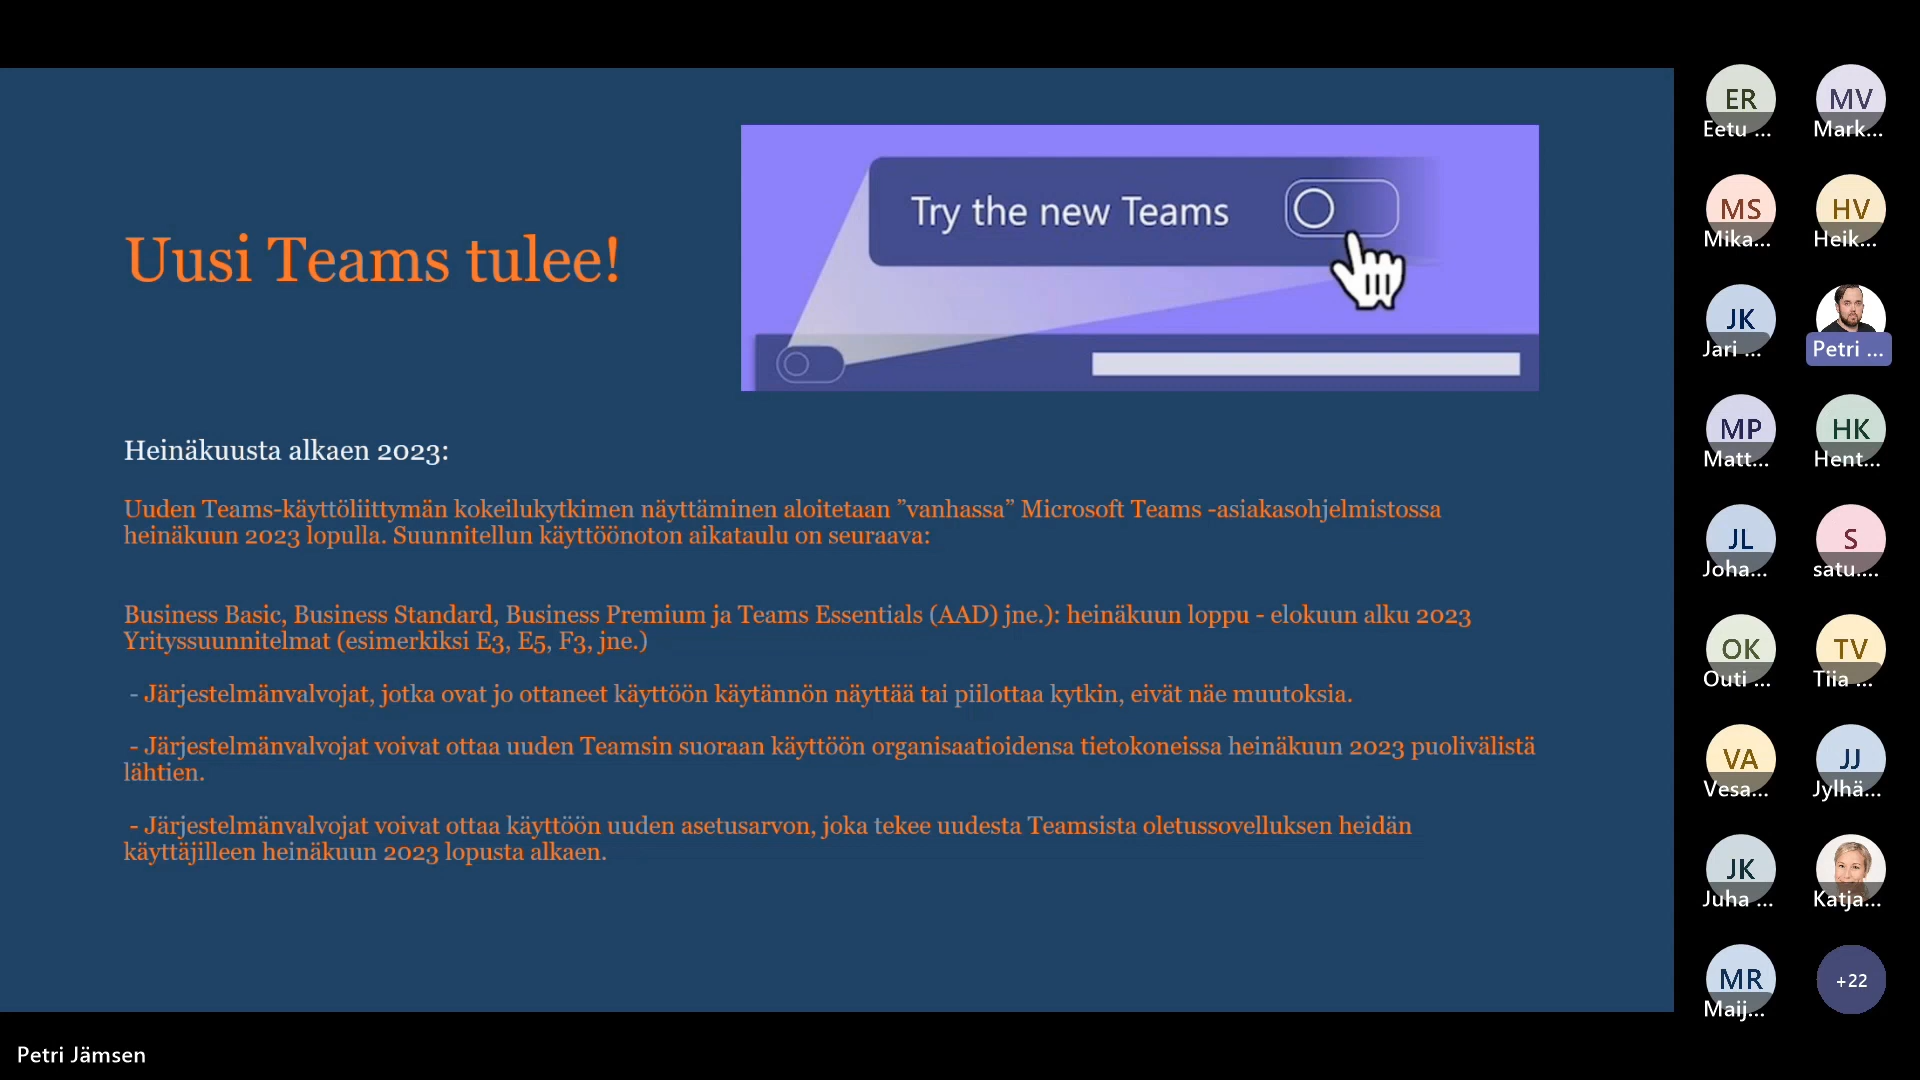 Uusi Teams tulee!
Try the new Teams
Heinäkuusta alkaen 2023:
Uuden Teams-käyttöliittymän kokeilukytkimen näyttäminen aloitetaan ”vanhassa” Microsoft Teams -asiakasohjelmistossa
heinäkuun 2023 lopulla. Suunnitellun käyttöönoton aikataulu on seuraava:
Business Basic, Business Standard, Business Premium ja Teams Essentials (AAD) jne.): heinäkuun loppu - elokuun alku 2023
Yrityssuunnitelmat (esimerkiksi E3, E5, F3, jne.)
- Järjestelmänvalvojat, jotka ovat jo ottaneet käyttöön käytännön näyttää tai piilottaa kytkin, eivät näe muutoksia.
- Järjestelmänvalvojat voivat ottaa uuden Teamsin suoraan käyttöön organisaatioidensa tietokoneissa heinäkuun 2023 puolivälistä
lähtien.
- Järjestelmänvalvojat voivat ottaa käyttöön uuden asetusarvon, joka tekee uudesta Teamsista oletussovelluksen heidän
käyttäjilleen heinäkuun 2023 lopusta alkaen.
ER MV
Eetu ... Mark...
MS HV
Mika... Heik...
JK
Jari ... Petri ...
MP HK
Matt... Hent...
JL S
Joha... satu....
OK TV
Outi ... Tiia ...
VA JJ
Vesa... Jylhä...
JK
Juha ... Katja...
MR +22
Maij...
Petri Jämsen